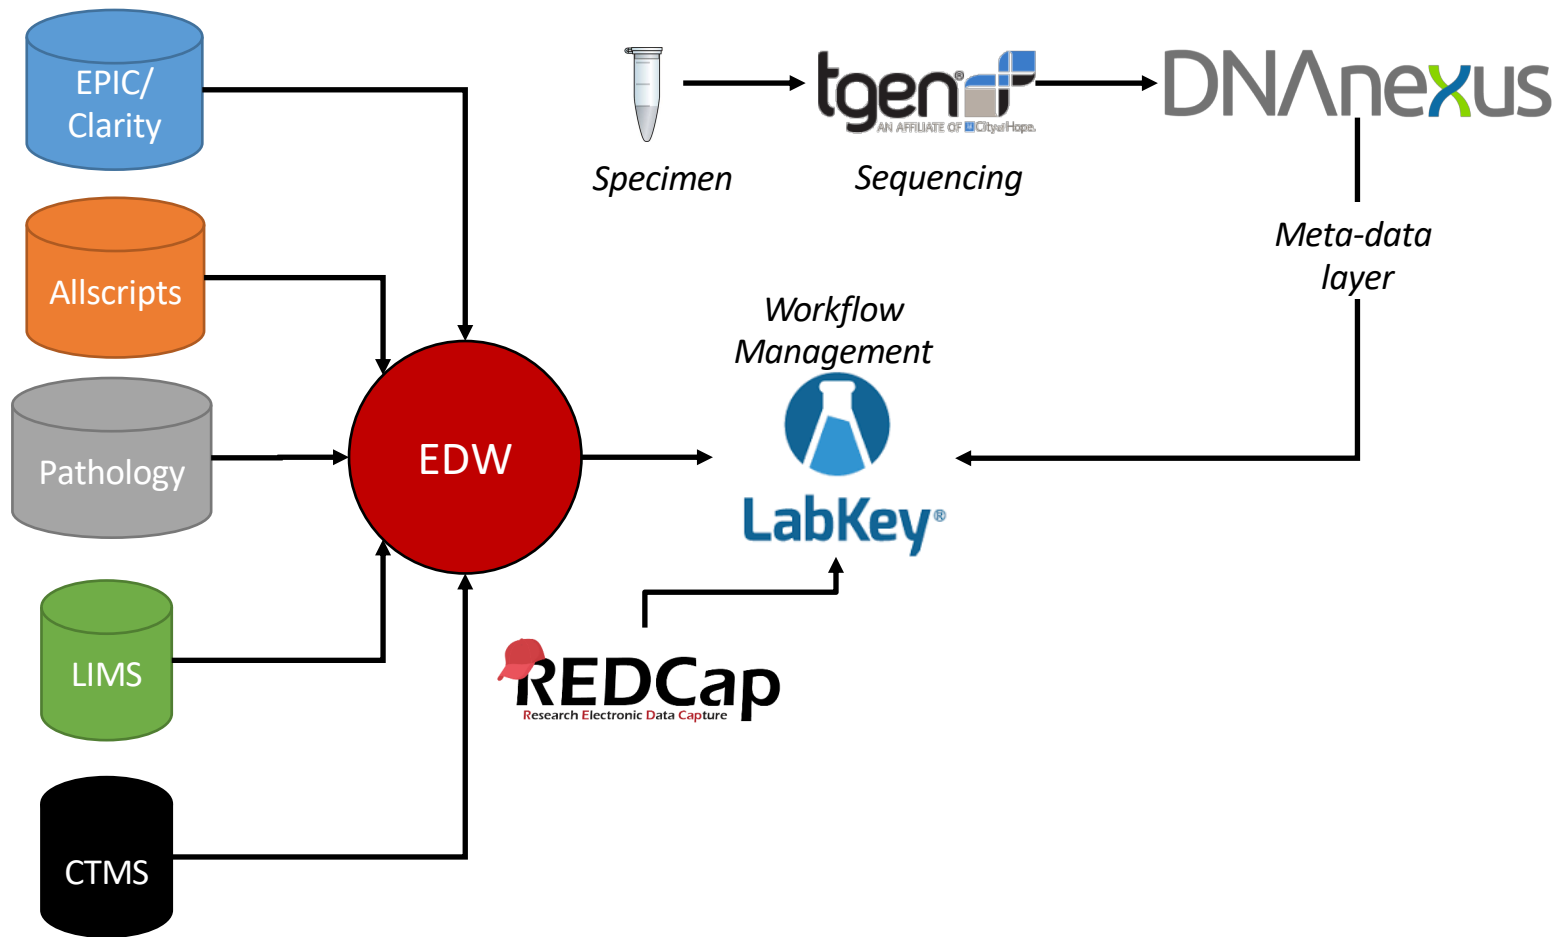 EPIC/
Clarity
Allscripts
Pathology
LIMS
CTMS
EDW
Specimen
tgen®
AN AFFILIATE OF City of Hope.
Sequencing
DNAnexus
Meta-data
layer
Workflow
Management
LabKey®
REDCap
Research Electronic Data Capture